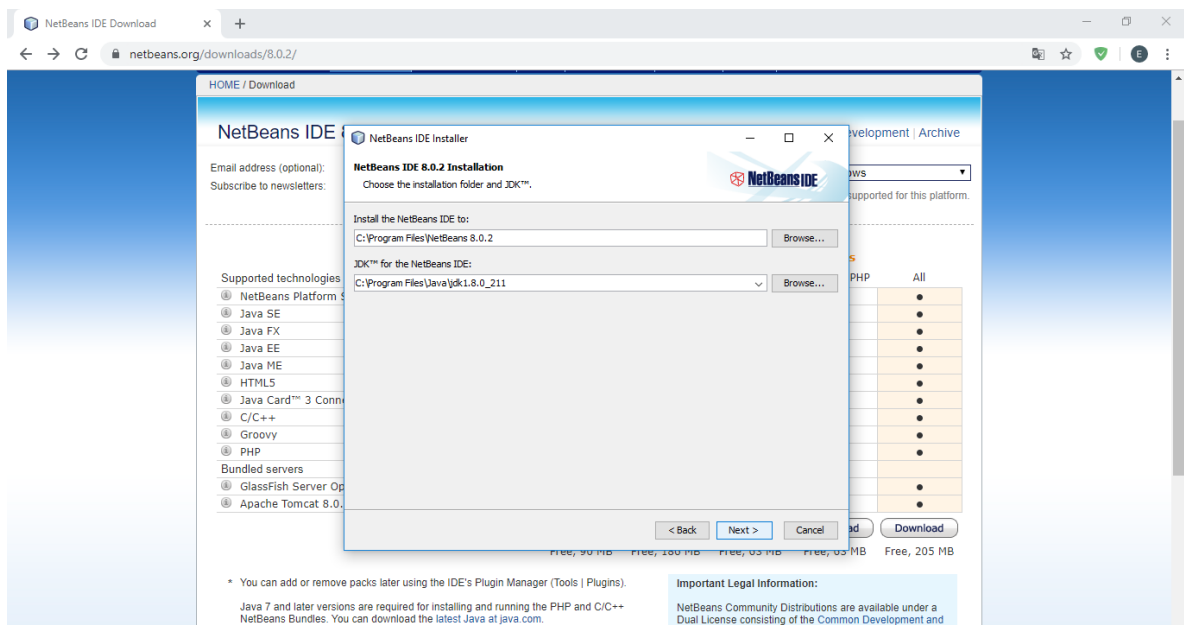 NetBeans IDE Download
netbeans.org/downloads/8.0.2/
E
HOME / Download
NetBeans IDE
Development | Archive
Email address (optional):
Subscribe to newsletters:
supported for this platform.
NetBeans IDE Installer
NetBeans IDE 8.0.2 Installation
Choose the installation folder and JDK™.
NetBeans IDE
Install the NetBeans IDE to:
C:\Program Files\NetBeans 8.0.2
Browse...
JDK™ for the NetBeans IDE:
C:\Program Files\Java\jdk1.8.0_211
Browse...
< Back Next > Cancel
Supported technologies PHP All
NetBeans Platform
Java SE
Java FX
Java EE
Java ME
HTML5
Java Card™ 3
C/C++
Groovy
PHP
Bundled servers
GlassFish Server
Apache Tomcat 8.0.
Download
Free, 205 MB
* You can add or remove packs later using the IDE's Plugin Manager (Tools | Plugins).
Java 7 and later versions are required for installing and running the PHP and C/C++
NetBeans Bundles. You can download the latest Java at java.com.
Important Legal Information:
NetBeans Community Distributions are available under a
Dual License consisting of the Common Development and